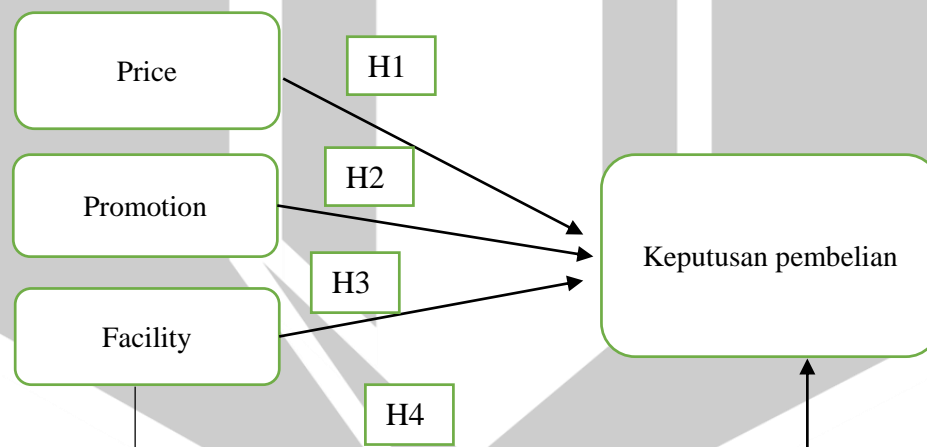 Price
H1
Promotion
H2
Keputusan pembelian
Facility
H3
H4